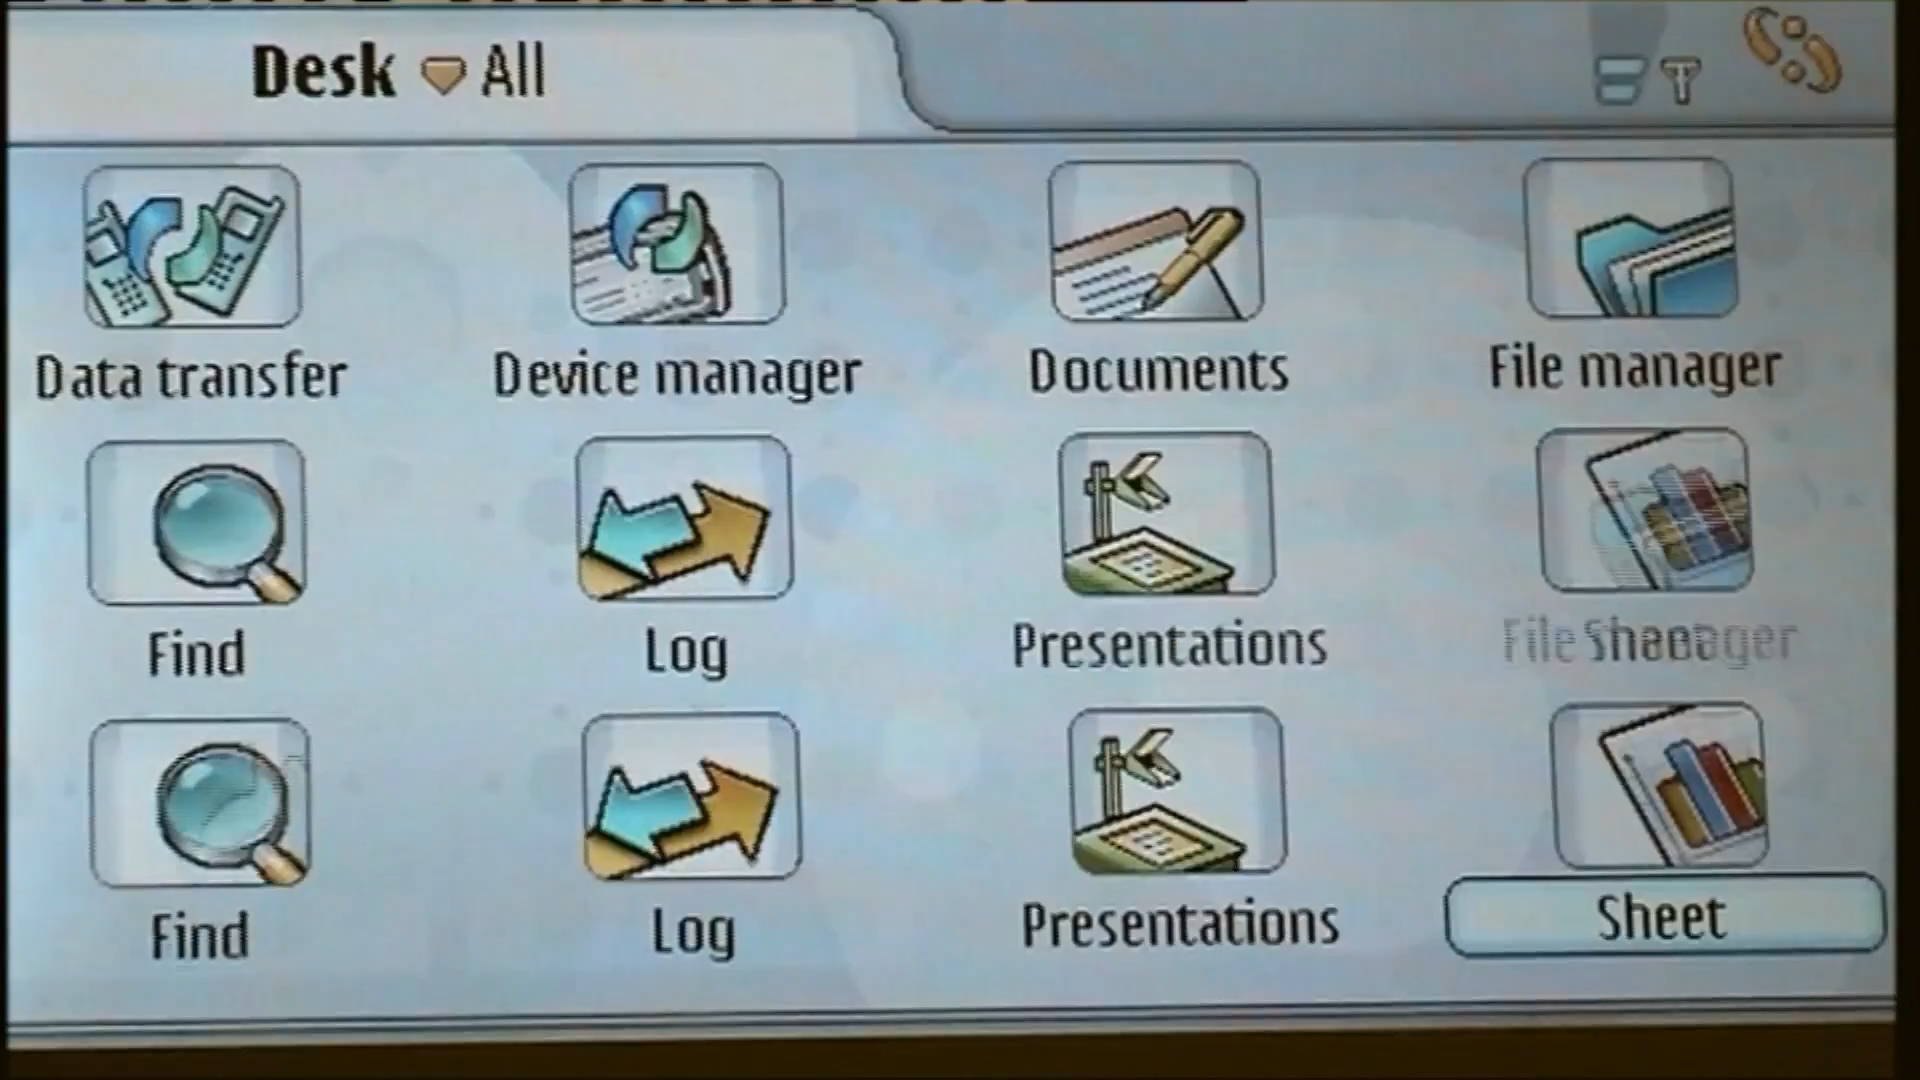 Desk All
Data transfer Device manager Documents File manager
Find Log Presentations
Find Log Presentations Sheet